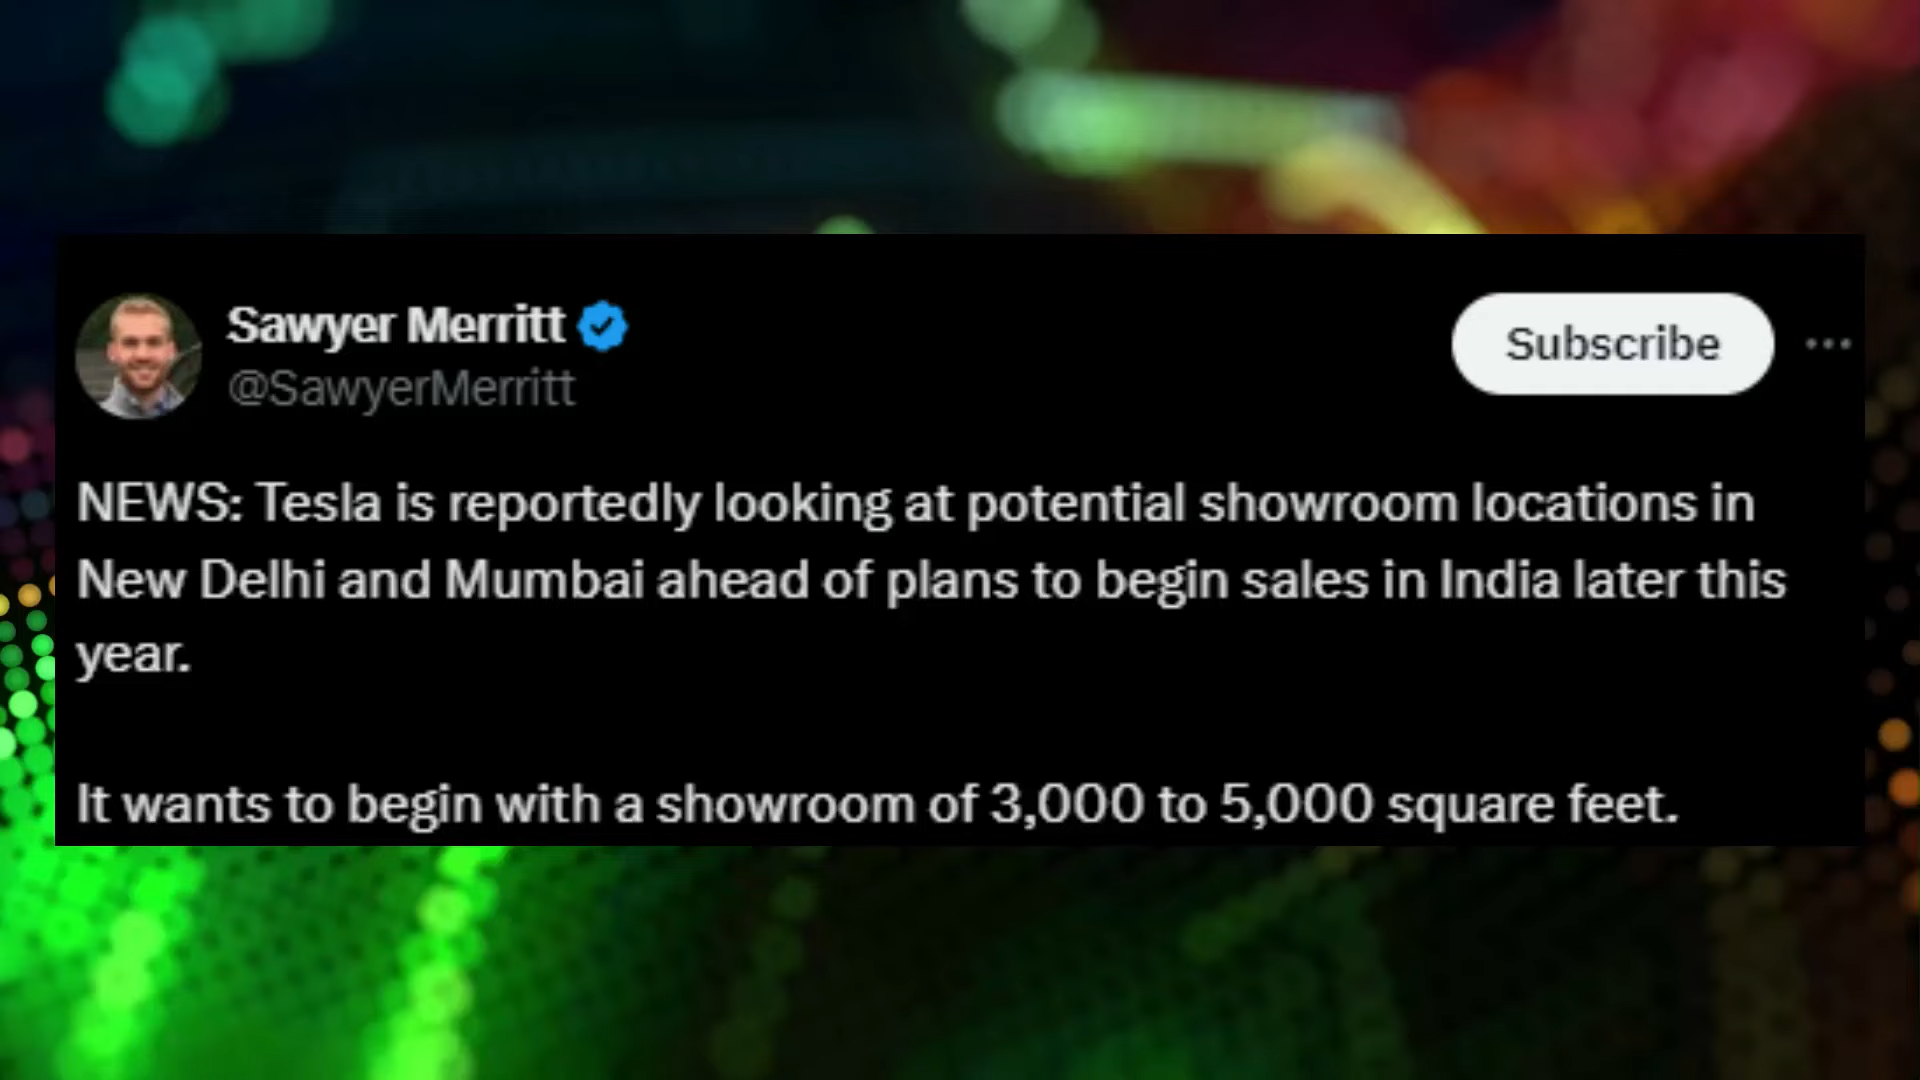 Sawyer Merritt
@SawyerMerritt
Subscribe
NEWS: Tesla is reportedly looking at potential showroom locations in
New Delhi and Mumbai ahead of plans to begin sales in India later this
year.
It wants to begin with a showroom of 3,000 to 5,000 square feet.